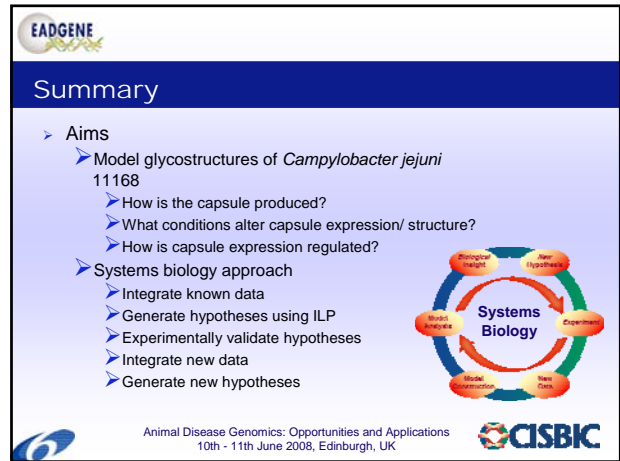 EADGENE
Summary
Aims
Model glycostructures of Campylobacter jejuni
11168
How is the capsule produced?
What conditions alter capsule expression/ structure?
How is capsule expression regulated?
Systems biology approach
Integrate known data
Generate hypotheses using ILP
Experimentally validate hypotheses
Integrate new data
Generate new hypotheses
Biological
Insight
New
Hypothesis
Model
Analysis
Systems
Biology
Experiment
Model
Construction
New
Data
Animal Disease Genomics: Opportunities and Applications
10th - 11th June 2008, Edinburgh, UK
6
CISBIC